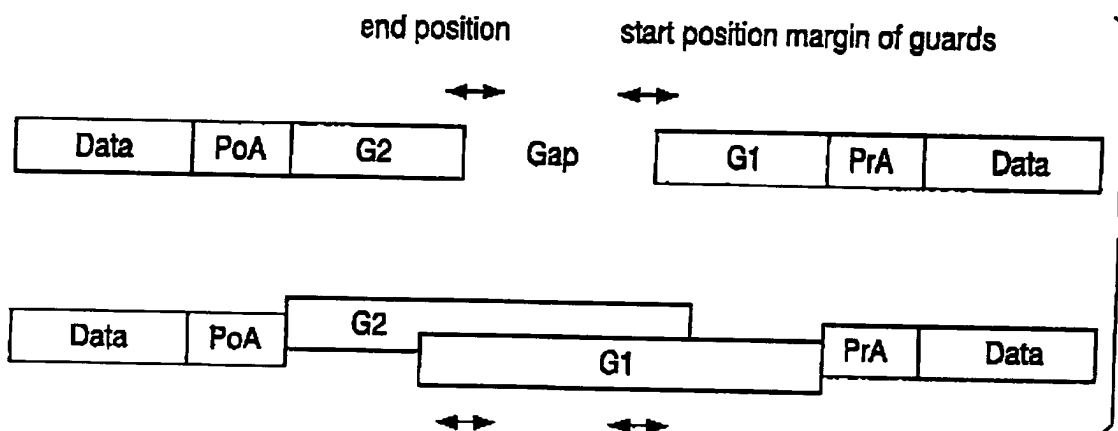 end position start position margin of guards
Data PoA G2 Gap G1 PrA Data
Data PoA G2 G1 PrA Data